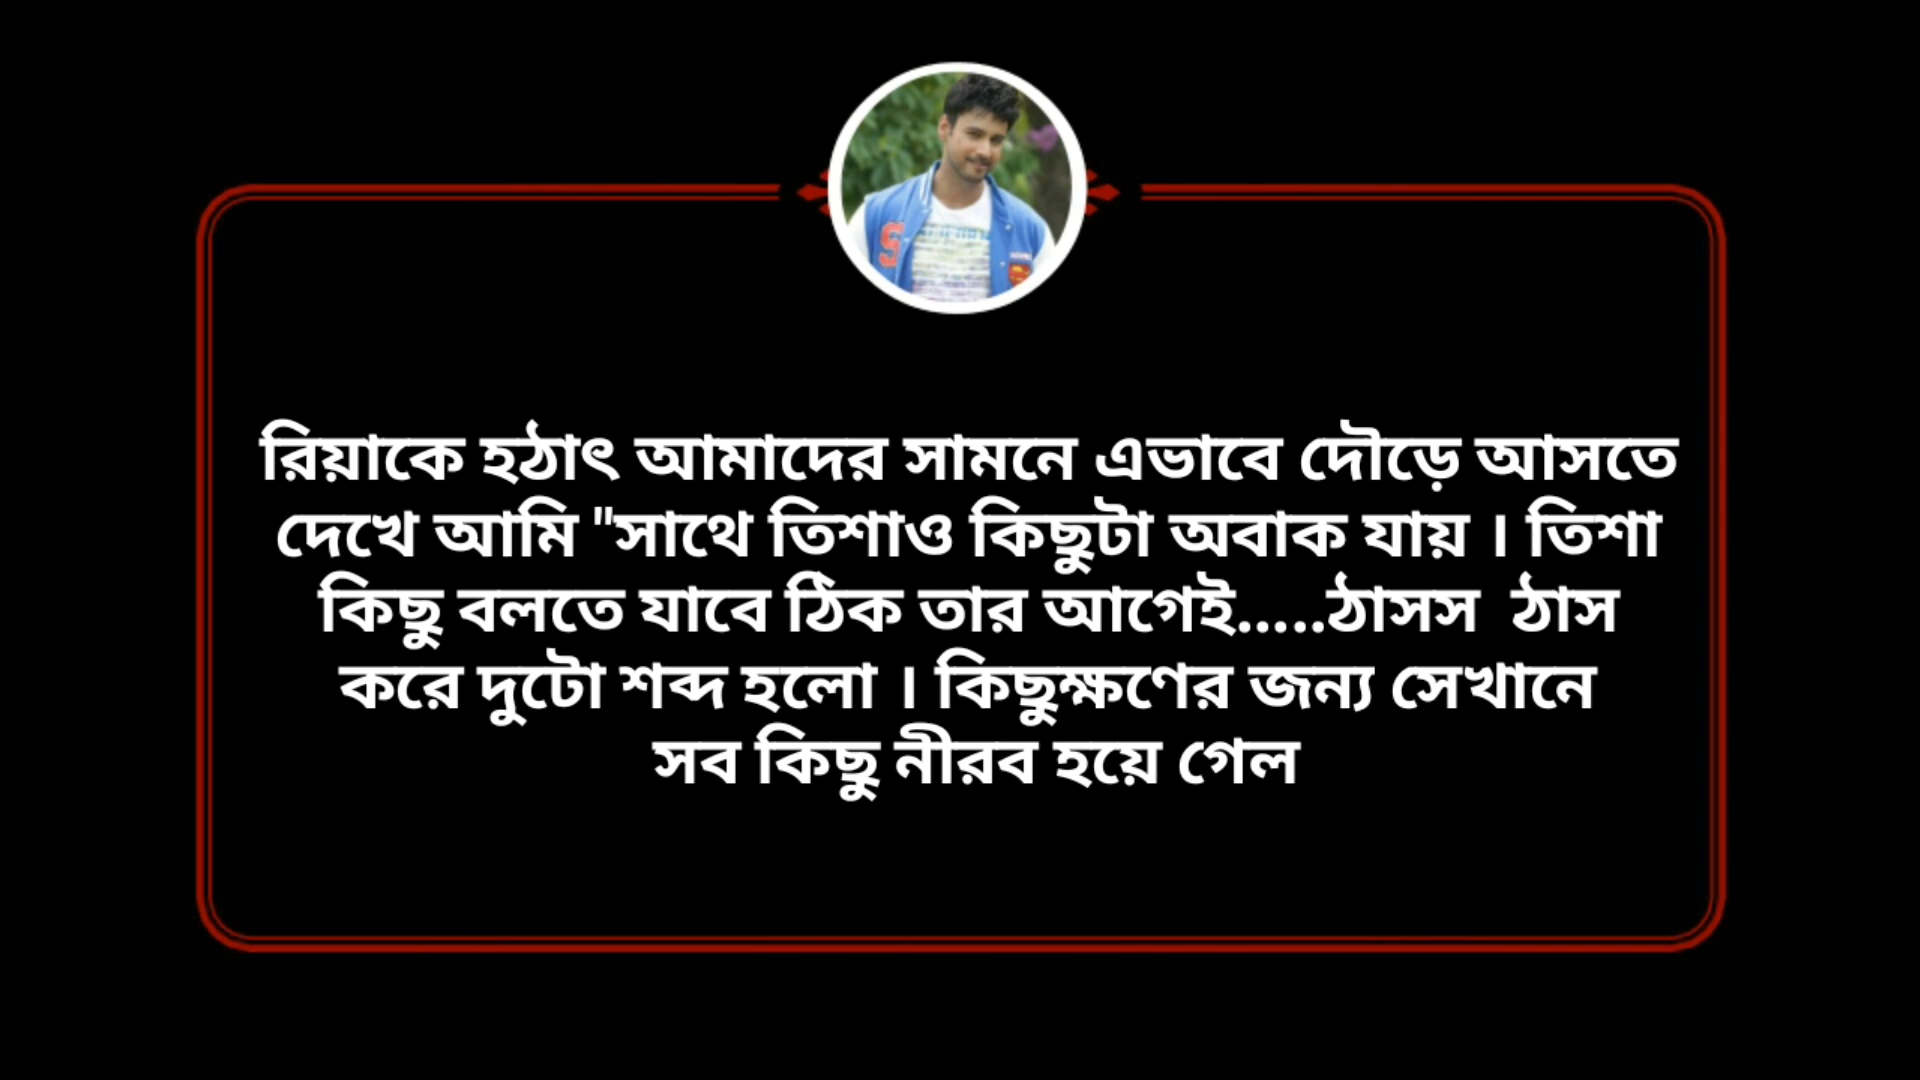 রিয়াকে হঠাৎ আমাদের সামনে এভাবে দৌড়ে আসতে
দেখে আমি "সাথে তিশাও কিছুটা অবাক যায় । তিশা
কিছু বলতে যাবে ঠিক তার আগেই.....ঠাসস  ঠাস
করে দুটো শব্দ হলো । কিছুক্ষণের জন্য সেখানে
সব কিছু নীরব হয়ে গেল